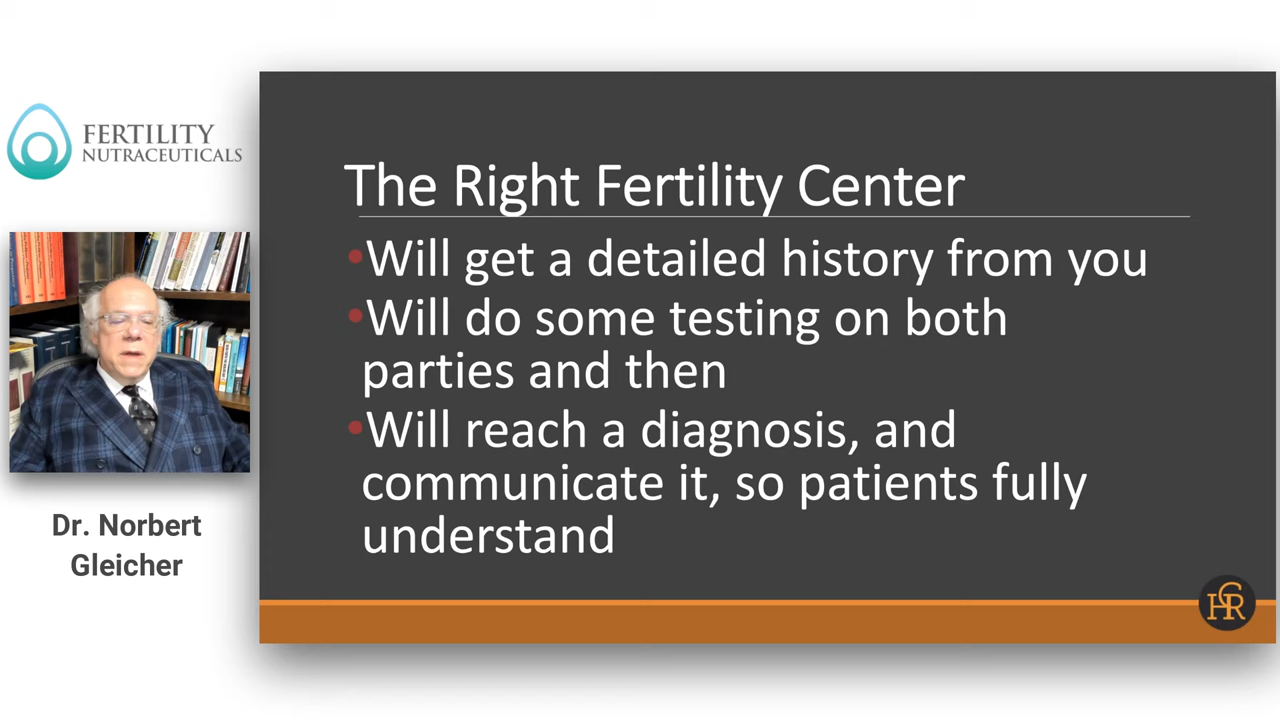 FERTILITY
NUTRACEUTICALS
Dr. Norbert
Gleicher
The Right Fertility Center
•Will get a detailed history from you
•Will do some testing on both
parties and then
•Will reach a diagnosis, and
communicate it, so patients fully
understand
CHR